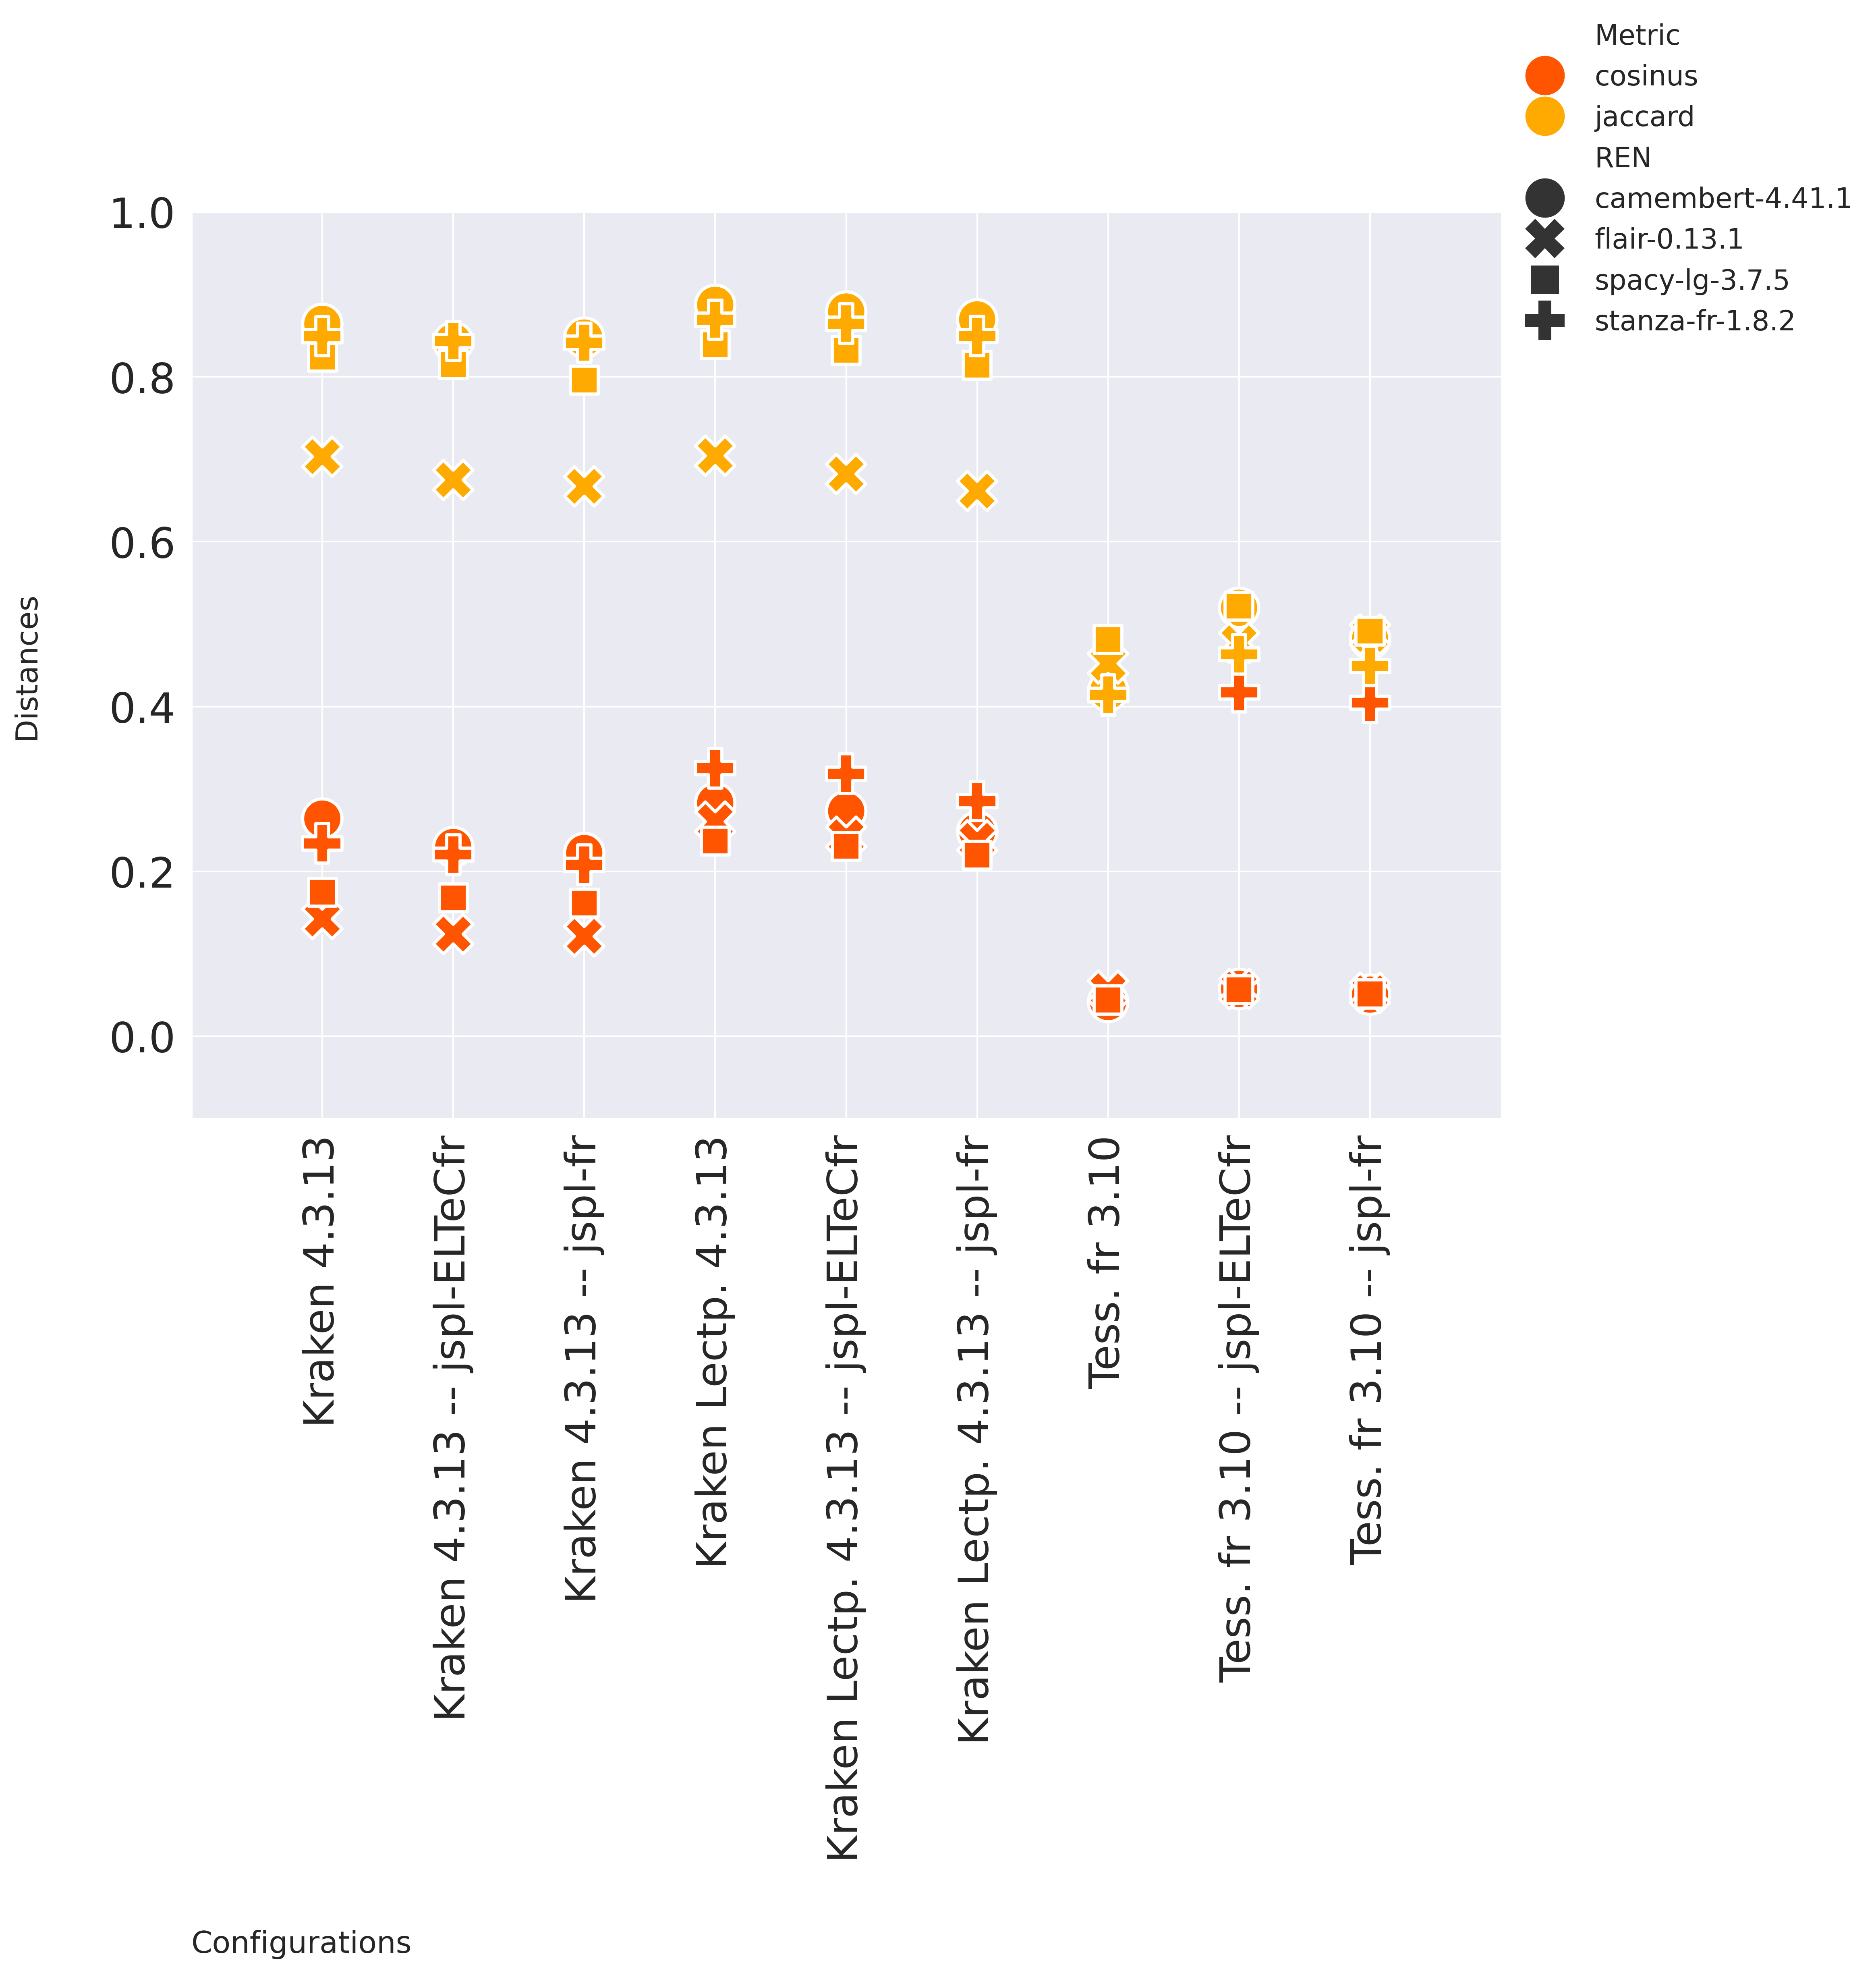 Metric
cosinus
jaccard
REN
camembert-4.41.1
flair-0.13.1
spacy-lg-3.7.5
stanza-fr-1.8.2
1.0
0.8
0.6
0.4
0.2
0.0
Distances
Kraken 4.3.13
Kraken 4.3.13 -- jspl-ELTeCfr
Kraken 4.3.13 -- jspl-fr
Kraken Lectp. 4.3.13
Kraken Lectp. 4.3.13 -- jspl-ELTeCfr
Kraken Lectp. 4.3.13 -- jspl-fr
Tess. fr 3.10
Tess. fr 3.10 -- jspl-ELTeCfr
Tess. fr 3.10 -- jspl-fr
Configurations